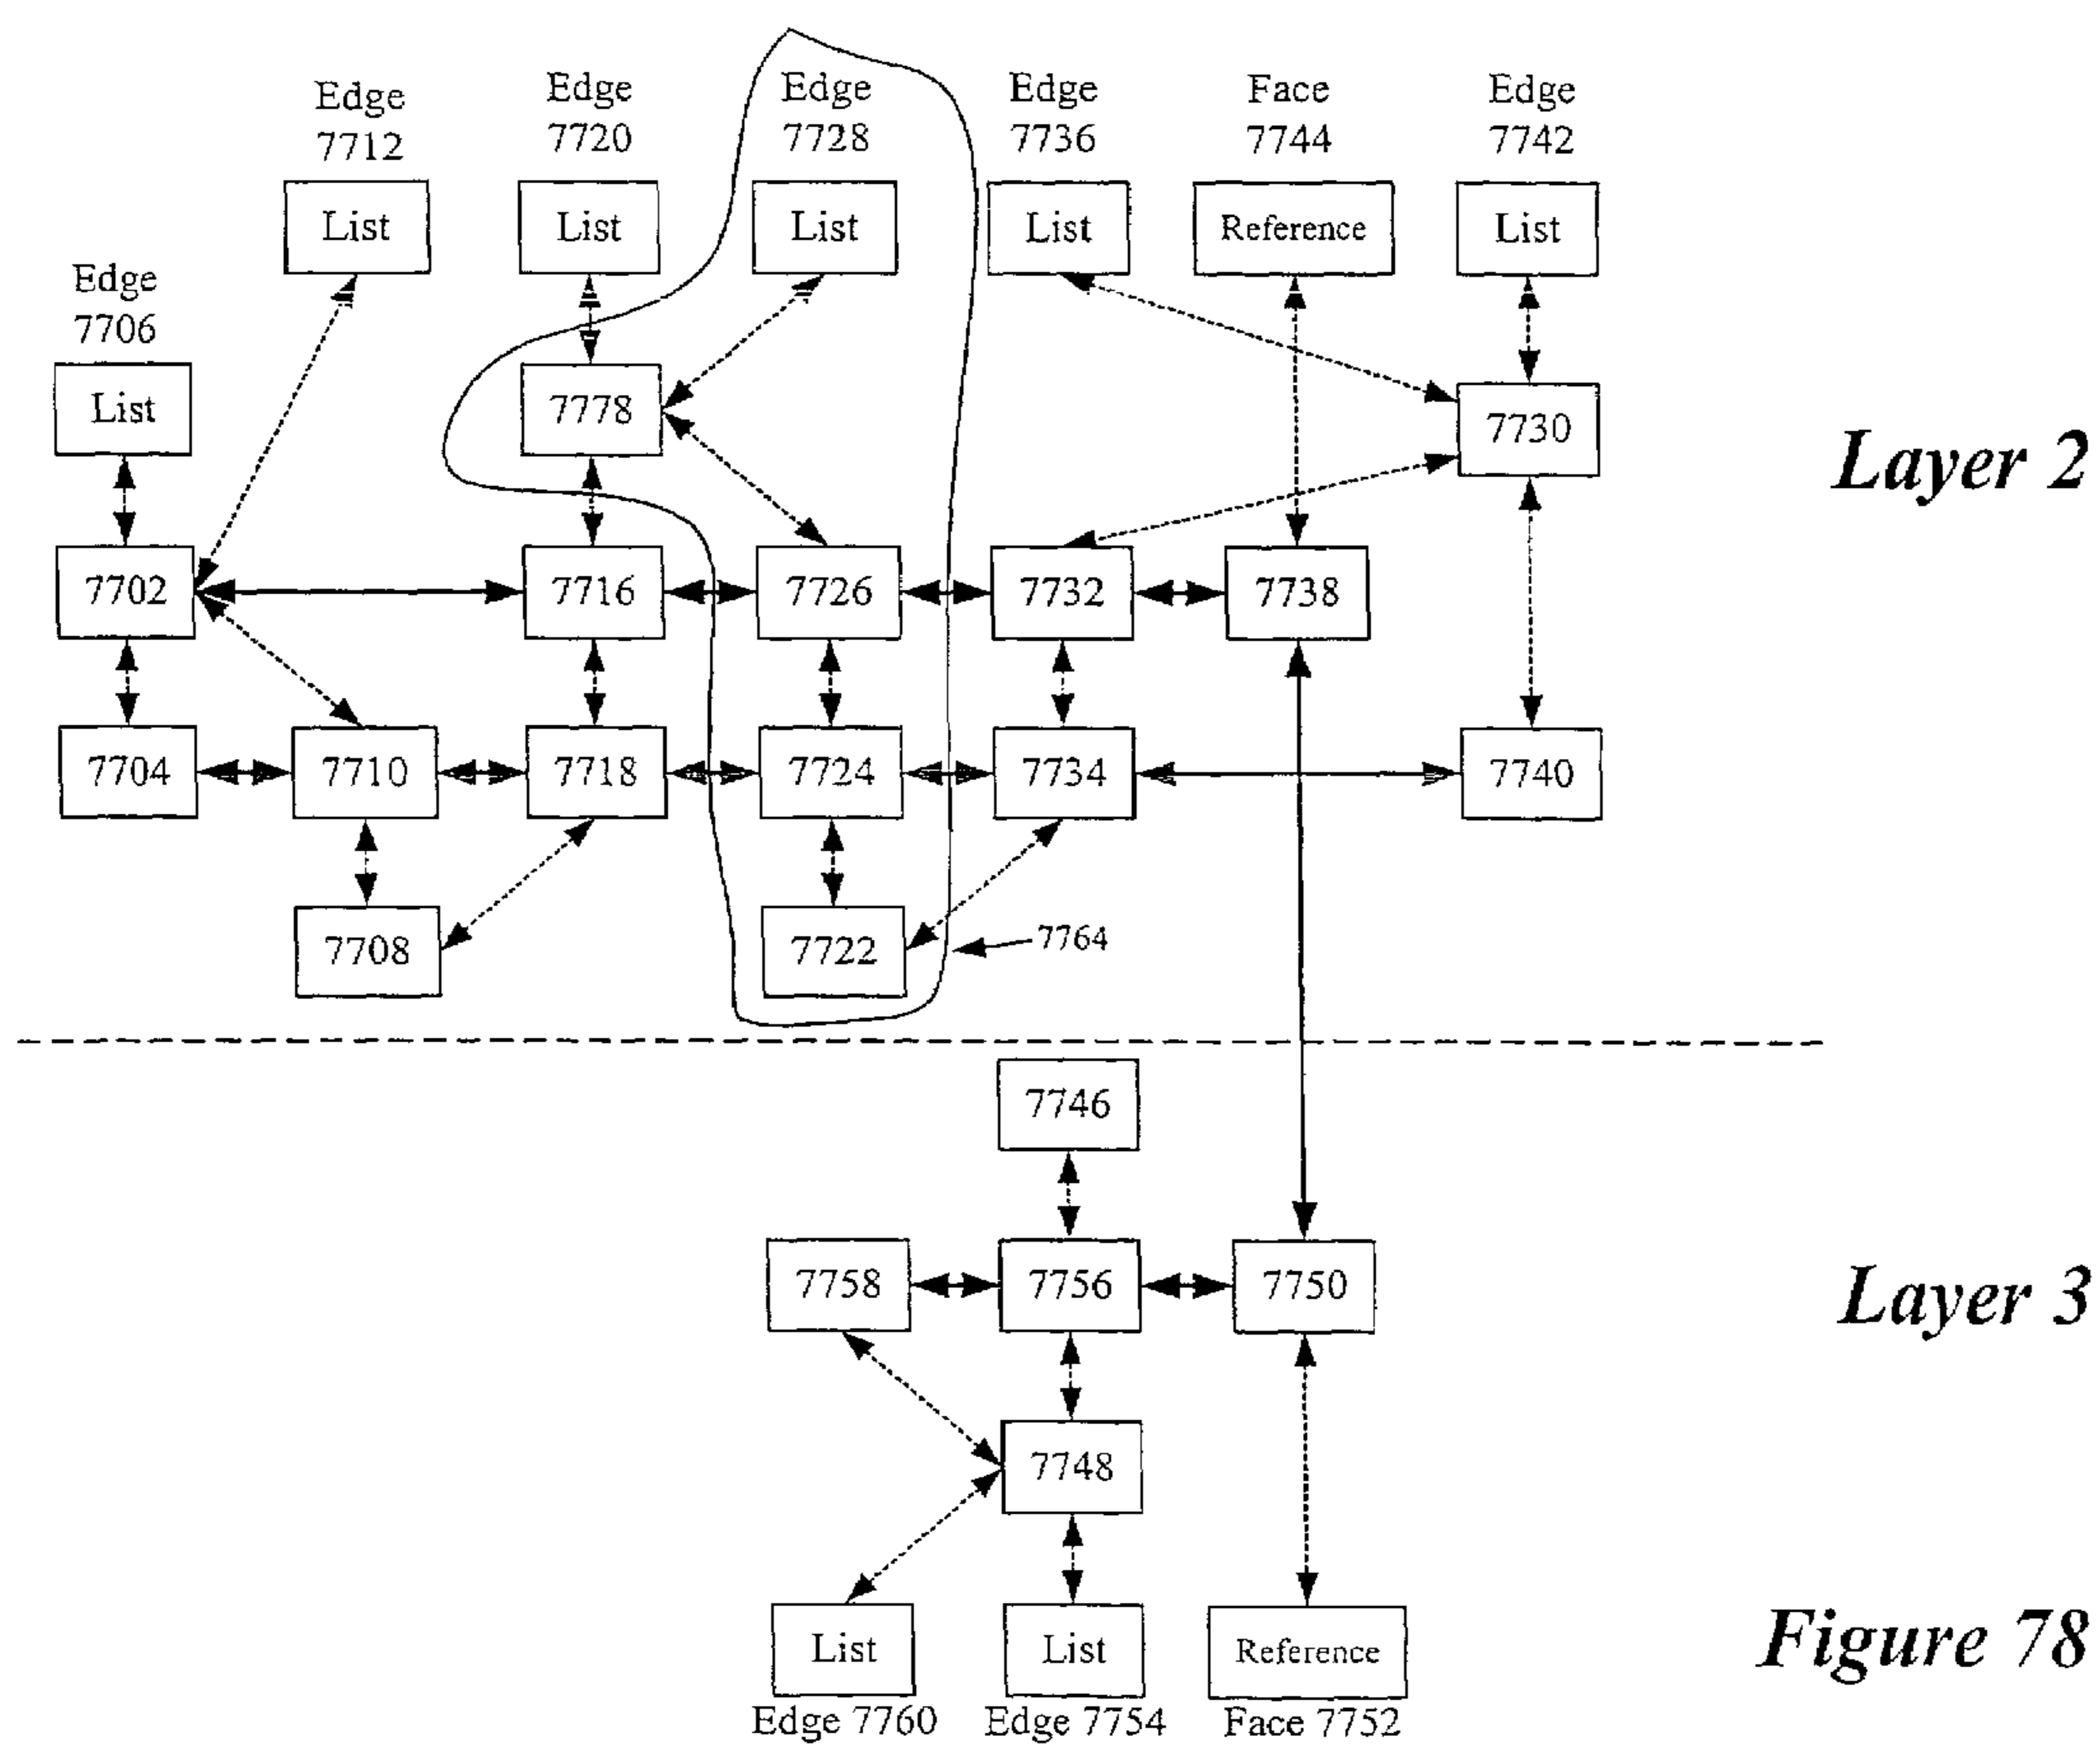 Edge
7712
Edge
7720
Edge
7728
Edge
7736
Face
7744
Edge
7742
List
List
List
List
Reference
List
Edge
7706
List
7778
7730
Layer 2
7702
7716
7726
7732
7738
7704
7710
7718
7724
7734
7740
7708
7722
7764
7746
7758
7756
7750
Layer 3
7748
List
List
Reference
Edge 7760
Edge 7754
Face 7752
Figure 78